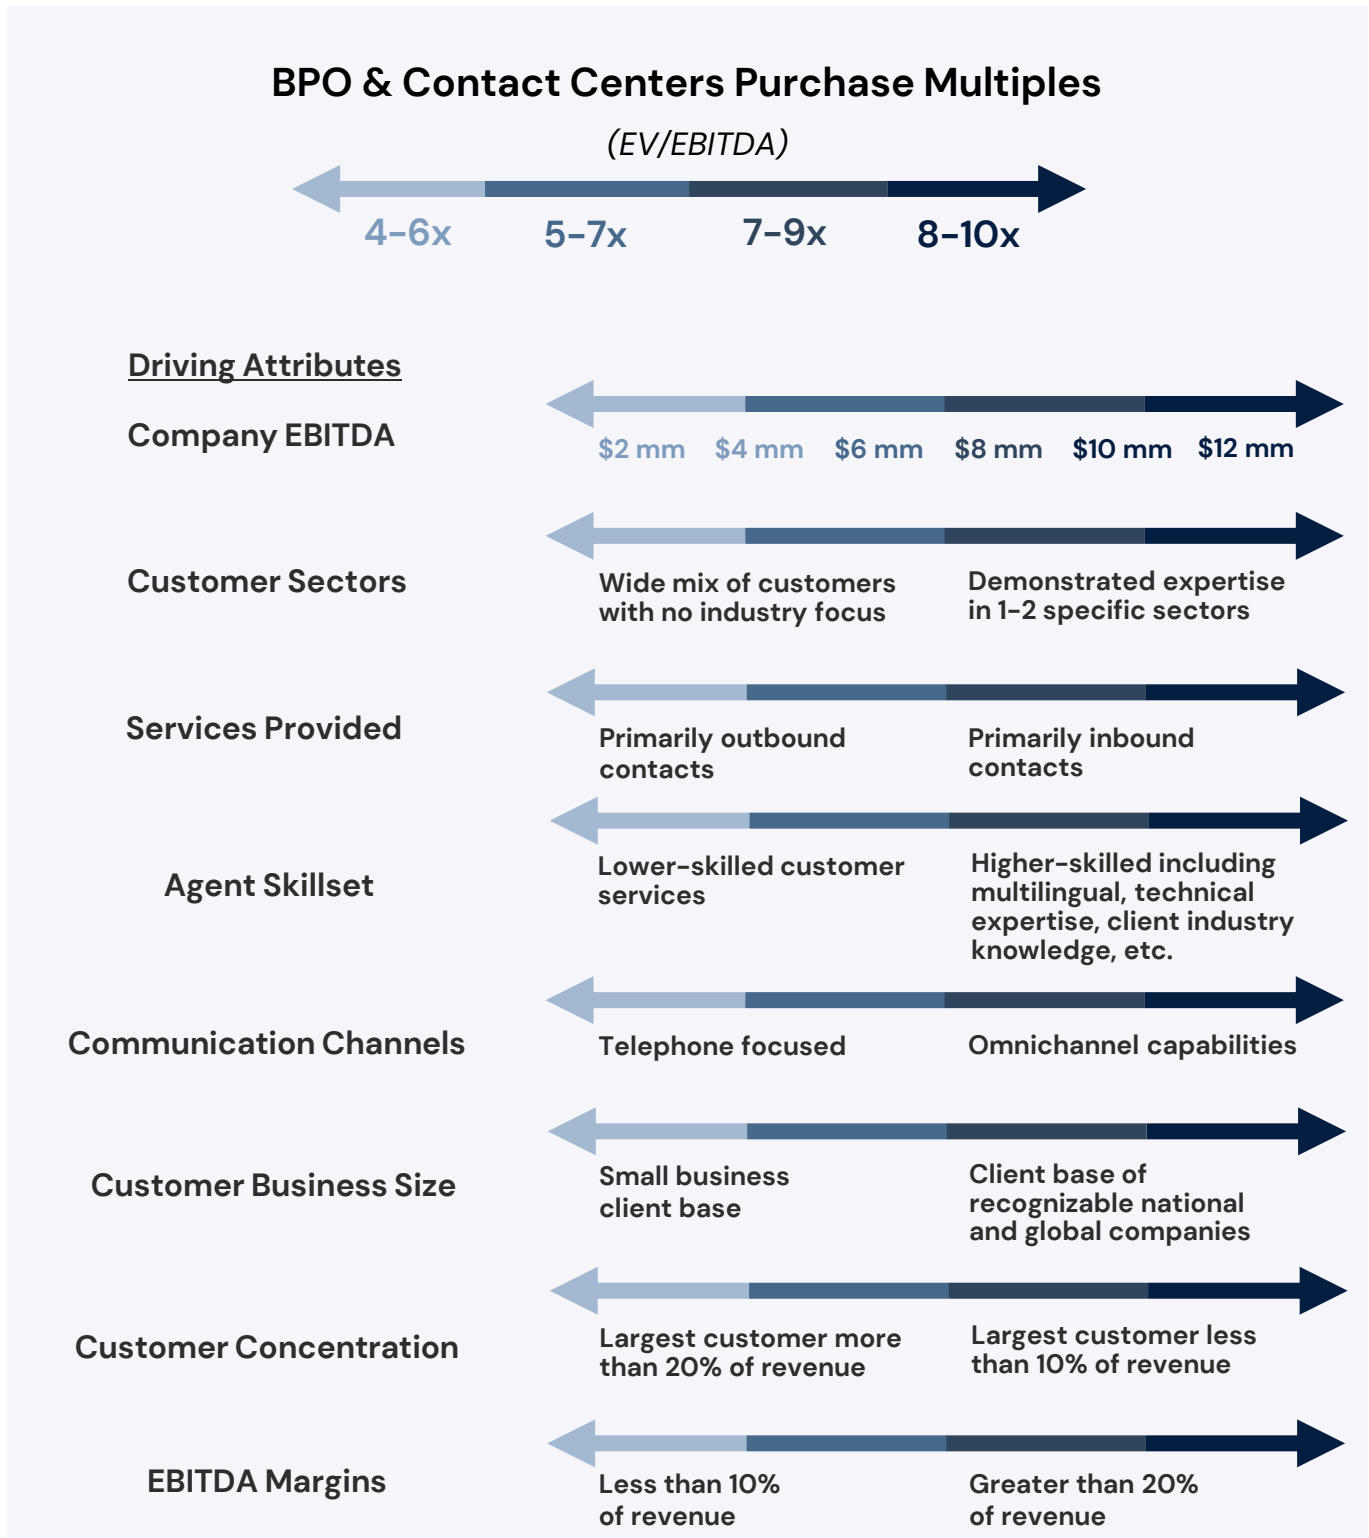 BPO & Contact Centers Purchase Multiples
(EV/EBITDA)
4-6x 5-7x 7-9x 8-10x
Driving Attributes
Company EBITDA
$2 mm $4 mm $6 mm $8 mm $10 mm $12 mm
Customer Sectors
Wide mix of customers
with no industry focus
Demonstrated expertise
in 1-2 specific sectors
Services Provided
Primarily outbound
contacts
Primarily inbound
contacts
Agent Skillset
Lower-skilled customer
services
Higher-skilled including
multilingual, technical
expertise, client industry
knowledge, etc.
Communication Channels
Telephone focused
Omnichannel capabilities
Customer Business Size
Small business
client base
Client base of
recognizable national
and global companies
Customer Concentration
Largest customer more
than 20% of revenue
Largest customer less
than 10% of revenue
EBITDA Margins
Less than 10%
of revenue
Greater than 20%
of revenue